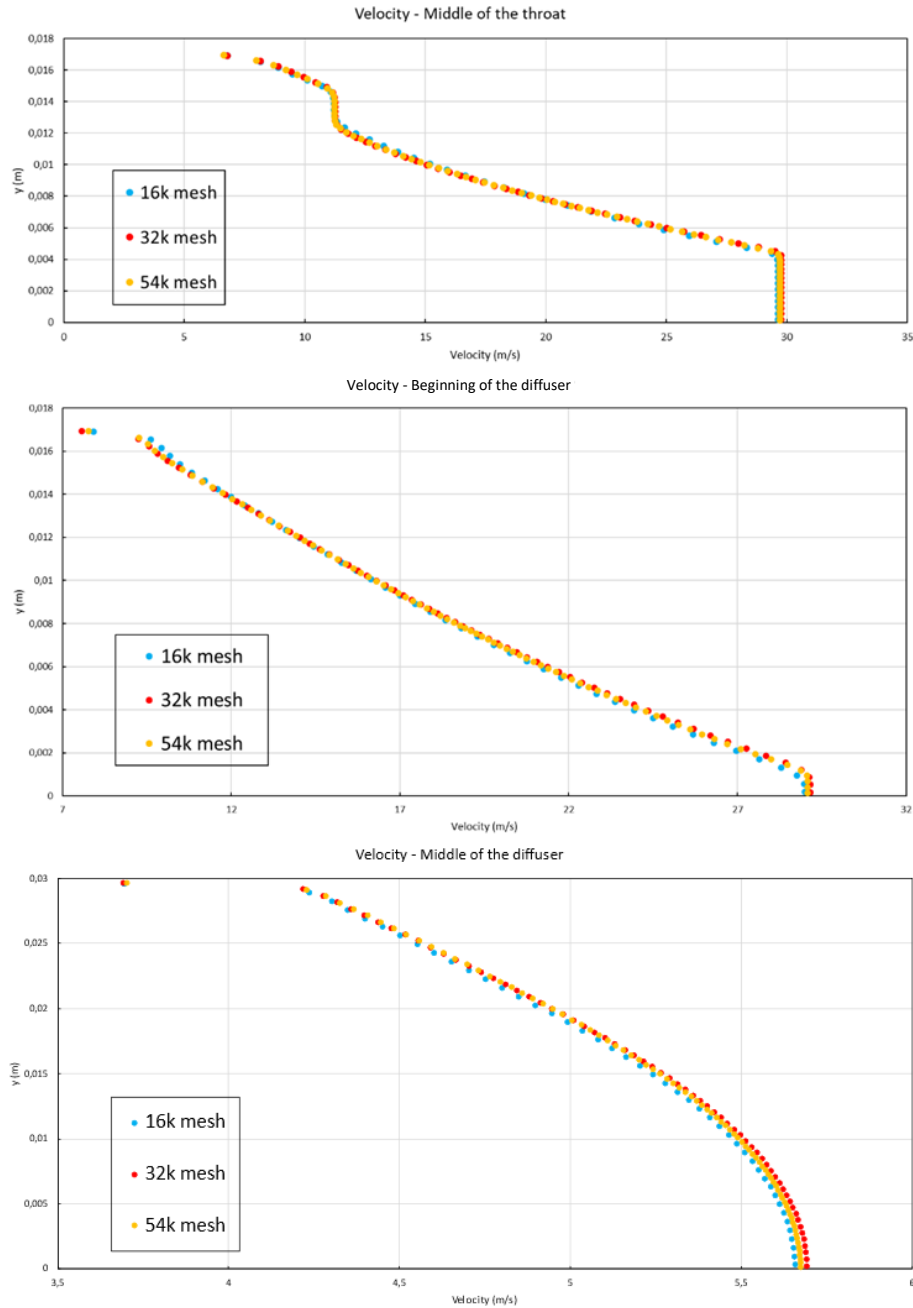 Velocity - Middle of the throat
0,018
0,016
0,014
0,012
0,01
0,008
0,006
0,004
0,002
0
y (m)
16k mesh
32k mesh
54k mesh
0 5 10 15 20 25 30 35
Velocity (m/s)
Velocity - Beginning of the diffuser
0,018
0,016
0,014
0,012
0,01
0,008
0,006
0,004
0,002
0
y (m)
16k mesh
32k mesh
54k mesh
7 12 17 22 27 32
Velocity (m/s)
Velocity - Middle of the diffuser
0,03
0,025
0,02
0,015
0,01
0,005
0
y (m)
16k mesh
32k mesh
54k mesh
3,5 4 4,5 5 5,5 6
Velocity (m/s)